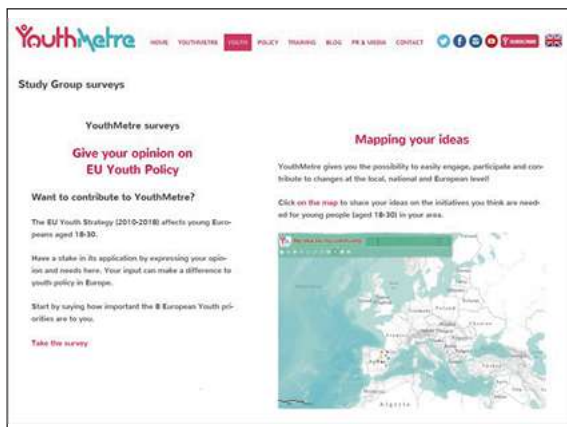 YouthMetre
HOME YOUTHMETRE YOUTH POLICY TRAINING BLOG PR & MEDIA CONTACT SUBSCRIBE
Study Group surveys
YouthMetre surveys
Give your opinion on
EU Youth Policy
Want to contribute to YouthMetre?
The EU Youth Strategy (2010-2018) affects young Euro-
peans aged 18-30.
Have a stake in its application by expressing your opin-
ion and needs here. Your input can make a difference to
youth policy in Europe.
Start by saying how important the 8 European Youth pri-
orities are to you.
Take the survey
Mapping your ideas
YouthMetre gives you the possibility to easily engage, participate and con-
tribute to changes at the local, national and European level!
Click on the map to share your ideas on the initiatives you think are need-
ed for young people (aged 18-30) in your area.
Algeria